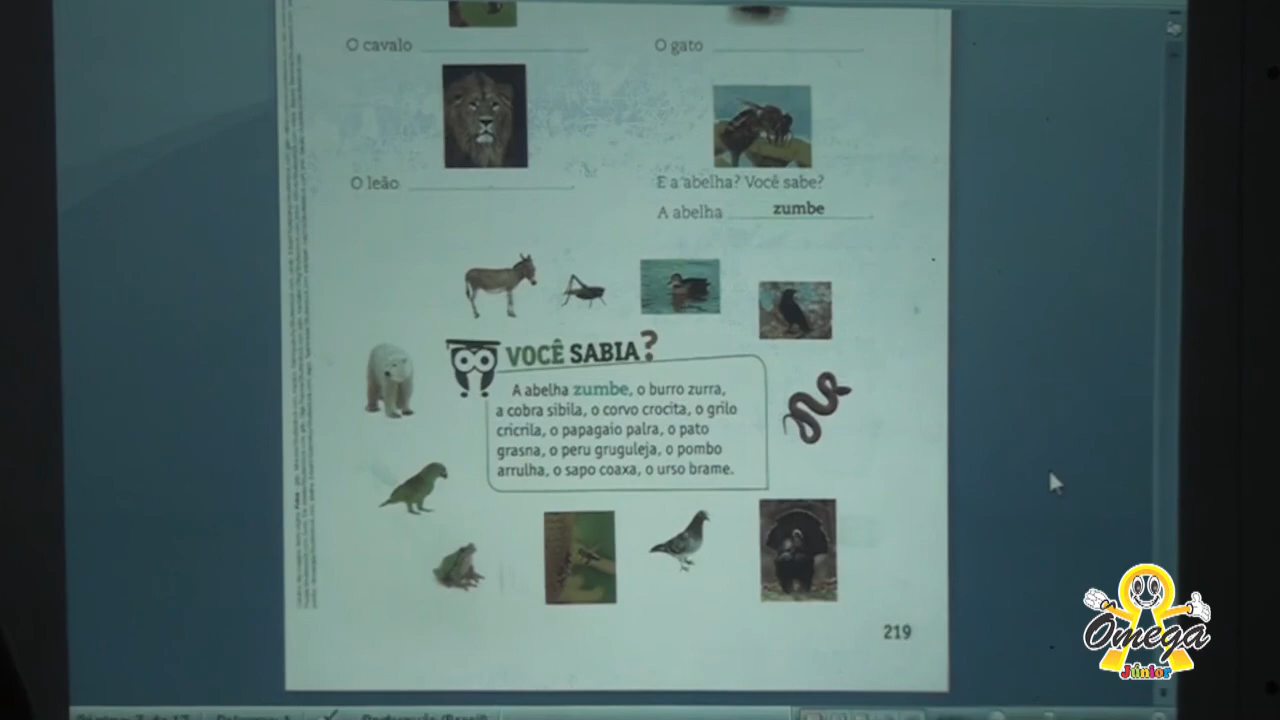 O cavalo
O gato
O leão
E a abelha? Você sabe?
A abelha zumbe
VOCÊ SABIA?
A abelha zumbe, o burro zurra,
a cobra sibila, o corvo crocita, o grilo
cricrila, o papagaio palra, o pato
grasna, o peru gruguleja, o pombo
arrulha, o sapo coaxa, o urso brame.
219
Omega
Júnior